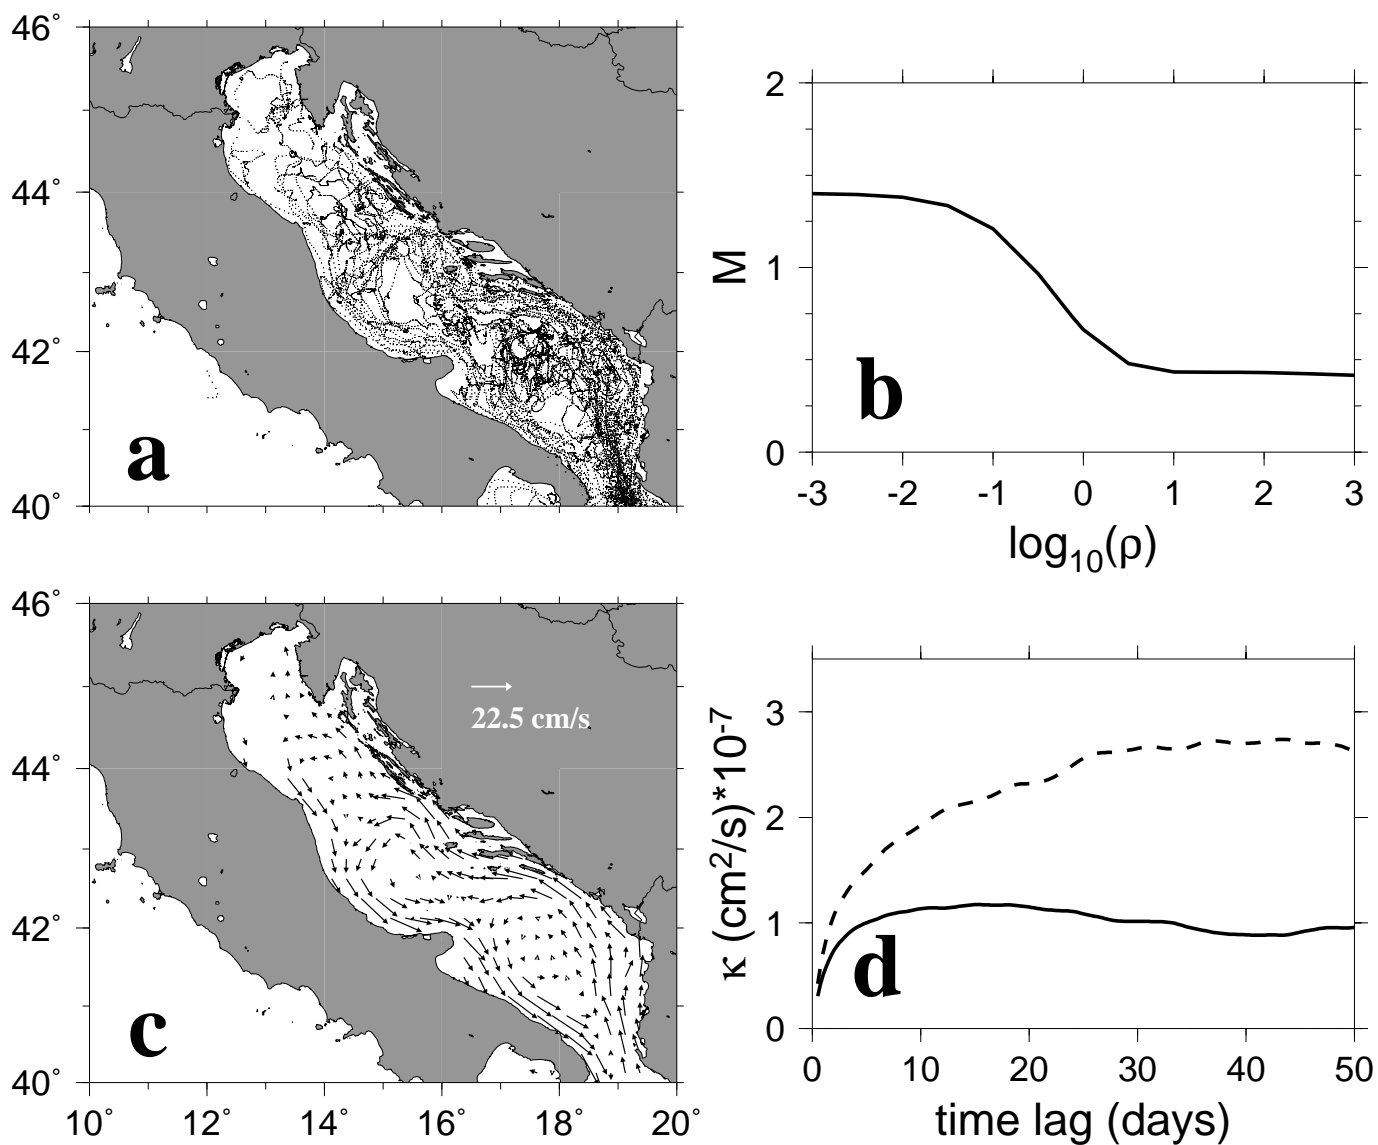 46°
44°
42°
40°
a
2
1
0
M
b
-3 -2 -1 0 1 2 3
log10(ρ)
46°
44°
42°
40°
22.5 cm/s
c
10° 12° 14° 16° 18° 20°
3
2
1
0
κ (cm2/s)*10-7
d
0 10 20 30 40 50
time lag (days)